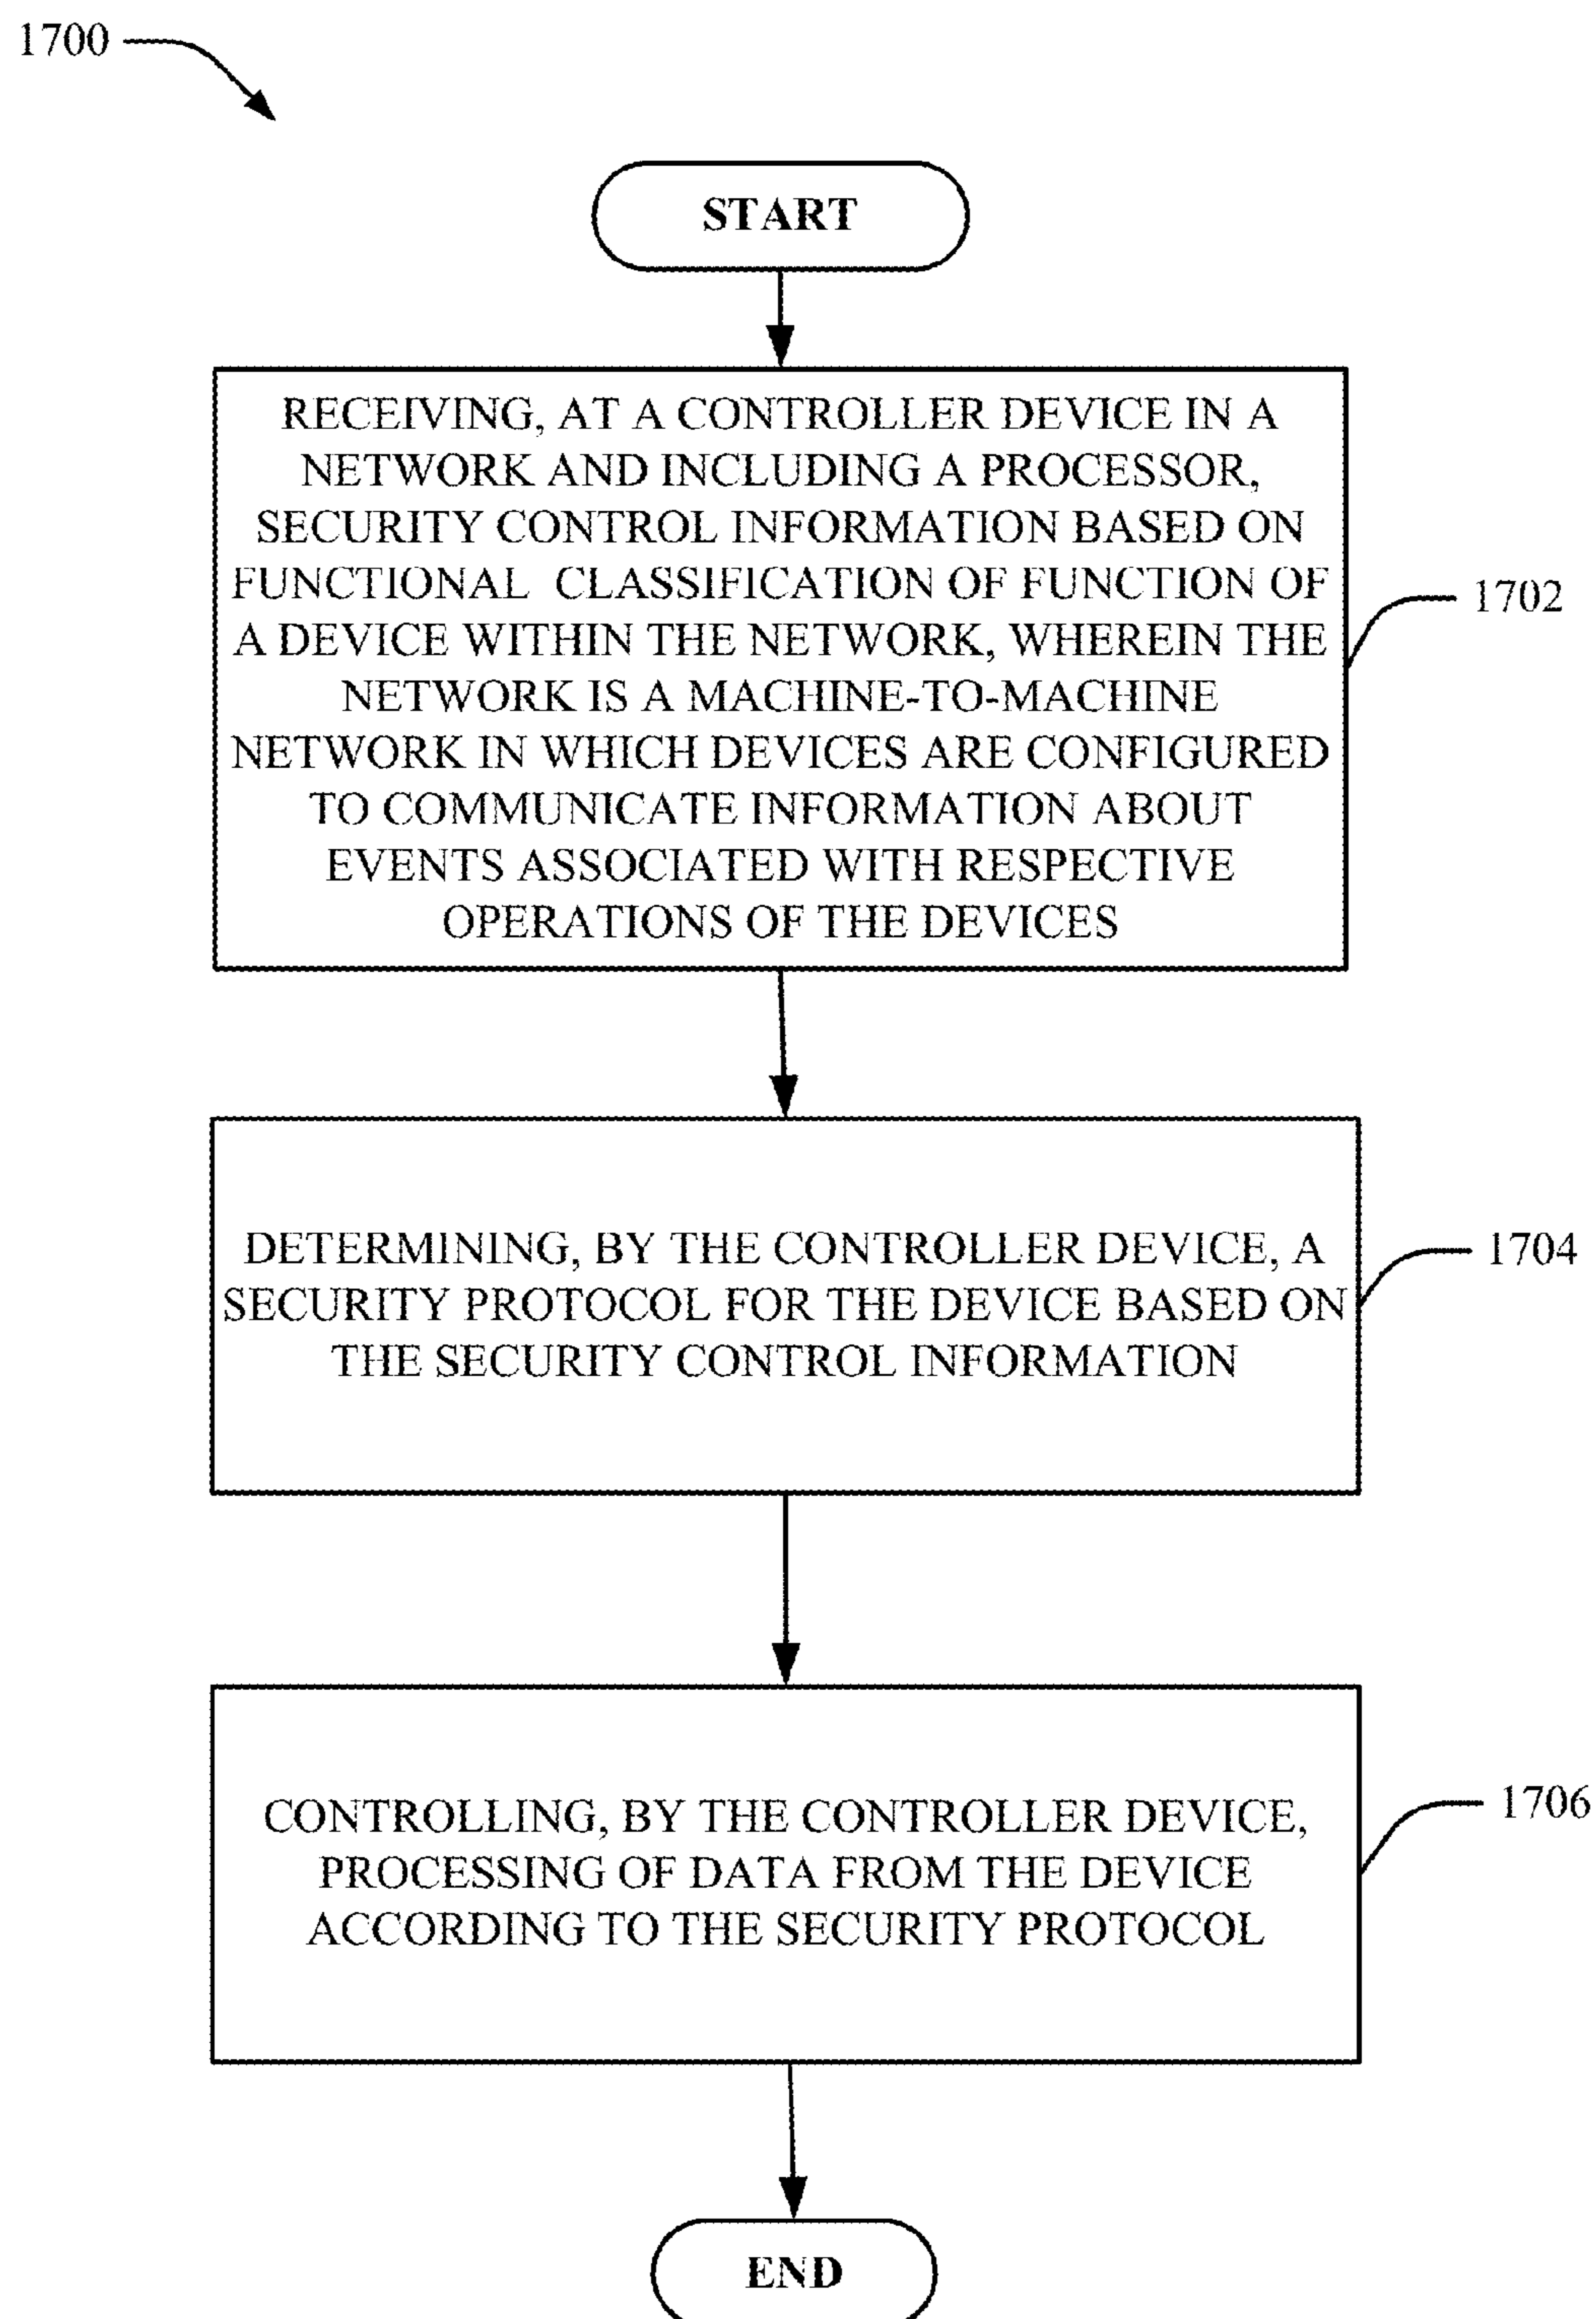 1700
START
RECEIVING, AT A CONTROLLER DEVICE IN A
NETWORK AND INCLUDING A PROCESSOR,
SECURITY CONTROL INFORMATION BASED ON
FUNCTIONAL CLASSIFICATION OF FUNCTION OF
A DEVICE WITHIN THE NETWORK, WHEREIN THE
NETWORK IS A MACHINE-TO-MACHINE
NETWORK IN WHICH DEVICES ARE CONFIGURED
TO COMMUNICATE INFORMATION ABOUT
EVENTS ASSOCIATED WITH RESPECTIVE
OPERATIONS OF THE DEVICES
1702
DETERMINING, BY THE CONTROLLER DEVICE, A
SECURITY PROTOCOL FOR THE DEVICE BASED ON
THE SECURITY CONTROL INFORMATION
1704
CONTROLLING, BY THE CONTROLLER DEVICE,
PROCESSING OF DATA FROM THE DEVICE
ACCORDING TO THE SECURITY PROTOCOL
1706
END